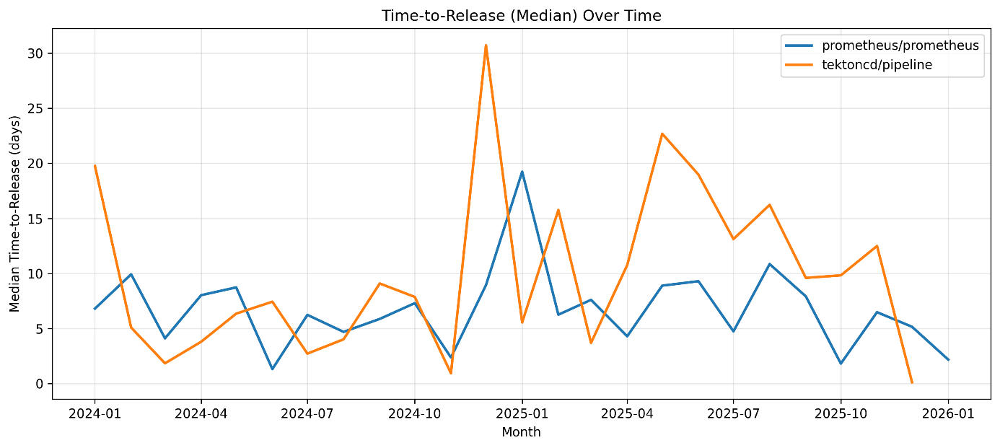 Time-to-Release (Median) Over Time
prometheus/prometheus
tektoncd/pipeline
Median Time-to-Release (days)
30
25
20
15
10
5
0
2024-01 2024-04 2024-07 2024-10 2025-01 2025-04 2025-07 2025-10 2026-01
Month